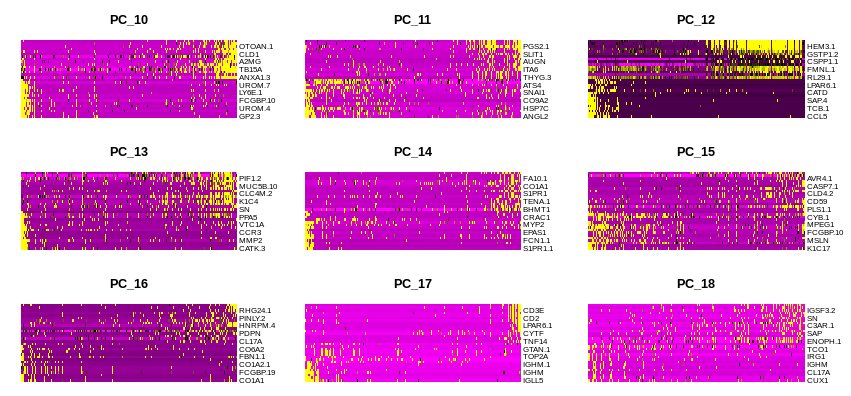 PC_10
OTOAN.1
CLD1
A2MG
TB15A
ANXA1.3
UROM.7
LY6E.1
FCGBP.10
UROM.4
GP2.3
PC_11
PGS2.1
SLIT1
AUGN
ITA6
THYG.3
ATS4
SNAI1
CO9A2
HSP7C
ANGL2
PC_12
HEM3.1
GSTP1.2
CSPP1.1
FMNL.1
RL29.1
LPAR6.1
CATD
SAP.4
TCB.1
CCL5
PC_13
PIF1.2
MUC5B.10
CLC4M.2
K1C4
SN
PPA5
VTC1A
CCR3
MMP2
CATK.3
PC_14
FA10.1
CO1A1
S1PR1
TENA.1
BHMT1
CRAC1
MYP2
EPAS1
FCN1.1
S1PR1.1
PC_15
AVR4.1
CASP7.1
CLD4.2
CD59
PLS1.1
CYB.1
MPEG1
FCGBP.10
MSLN
K1C17
PC_16
RHG24.1
PINLY.2
HNRPM.4
PDPN
CL17A
CO6A2
FBN1.1
CO1A2.1
FCGBP.19
CO1A1
PC_17
CD3E
CD2
LPAR6.1
CYTF
TNF14
GTAN.1
TOP2A
IGHM.1
IGHM
IGLL5
PC_18
IGSF3.2
SN
C3AR.1
SAP
ENOPH.1
TCO1
IRG1
IGHM
CL17A
CUX1